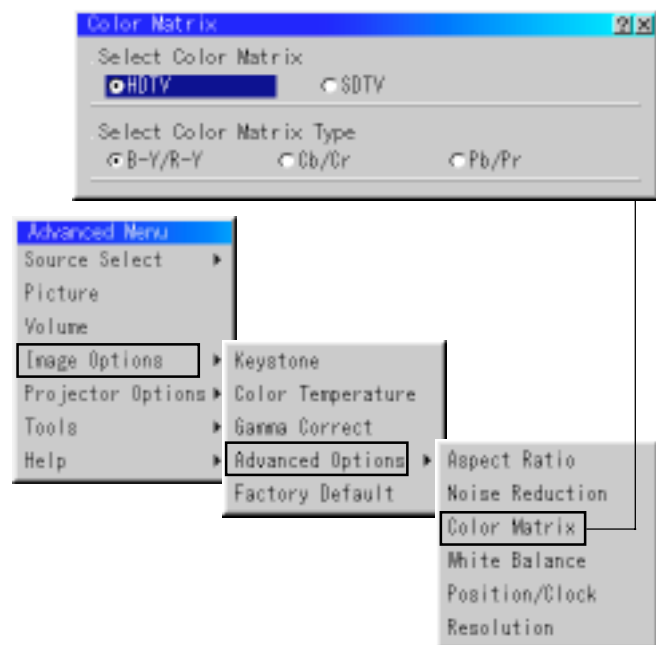 Color Matrix
Select Color Matrix
HDTV SDTV
Select Color Matrix Type
B-Y/R-Y Cb/Cr Pb/Pr
Advanced Menu
Source Select
Picture
Volume
Image Options
Projector Options
Tools
Help
Keystone
Color Temperature
Gamma Correct
Advanced Options
Factory Default
Aspect Ratio
Noise Reduction
Color Matrix
White Balance
Position/Clock
Resolution